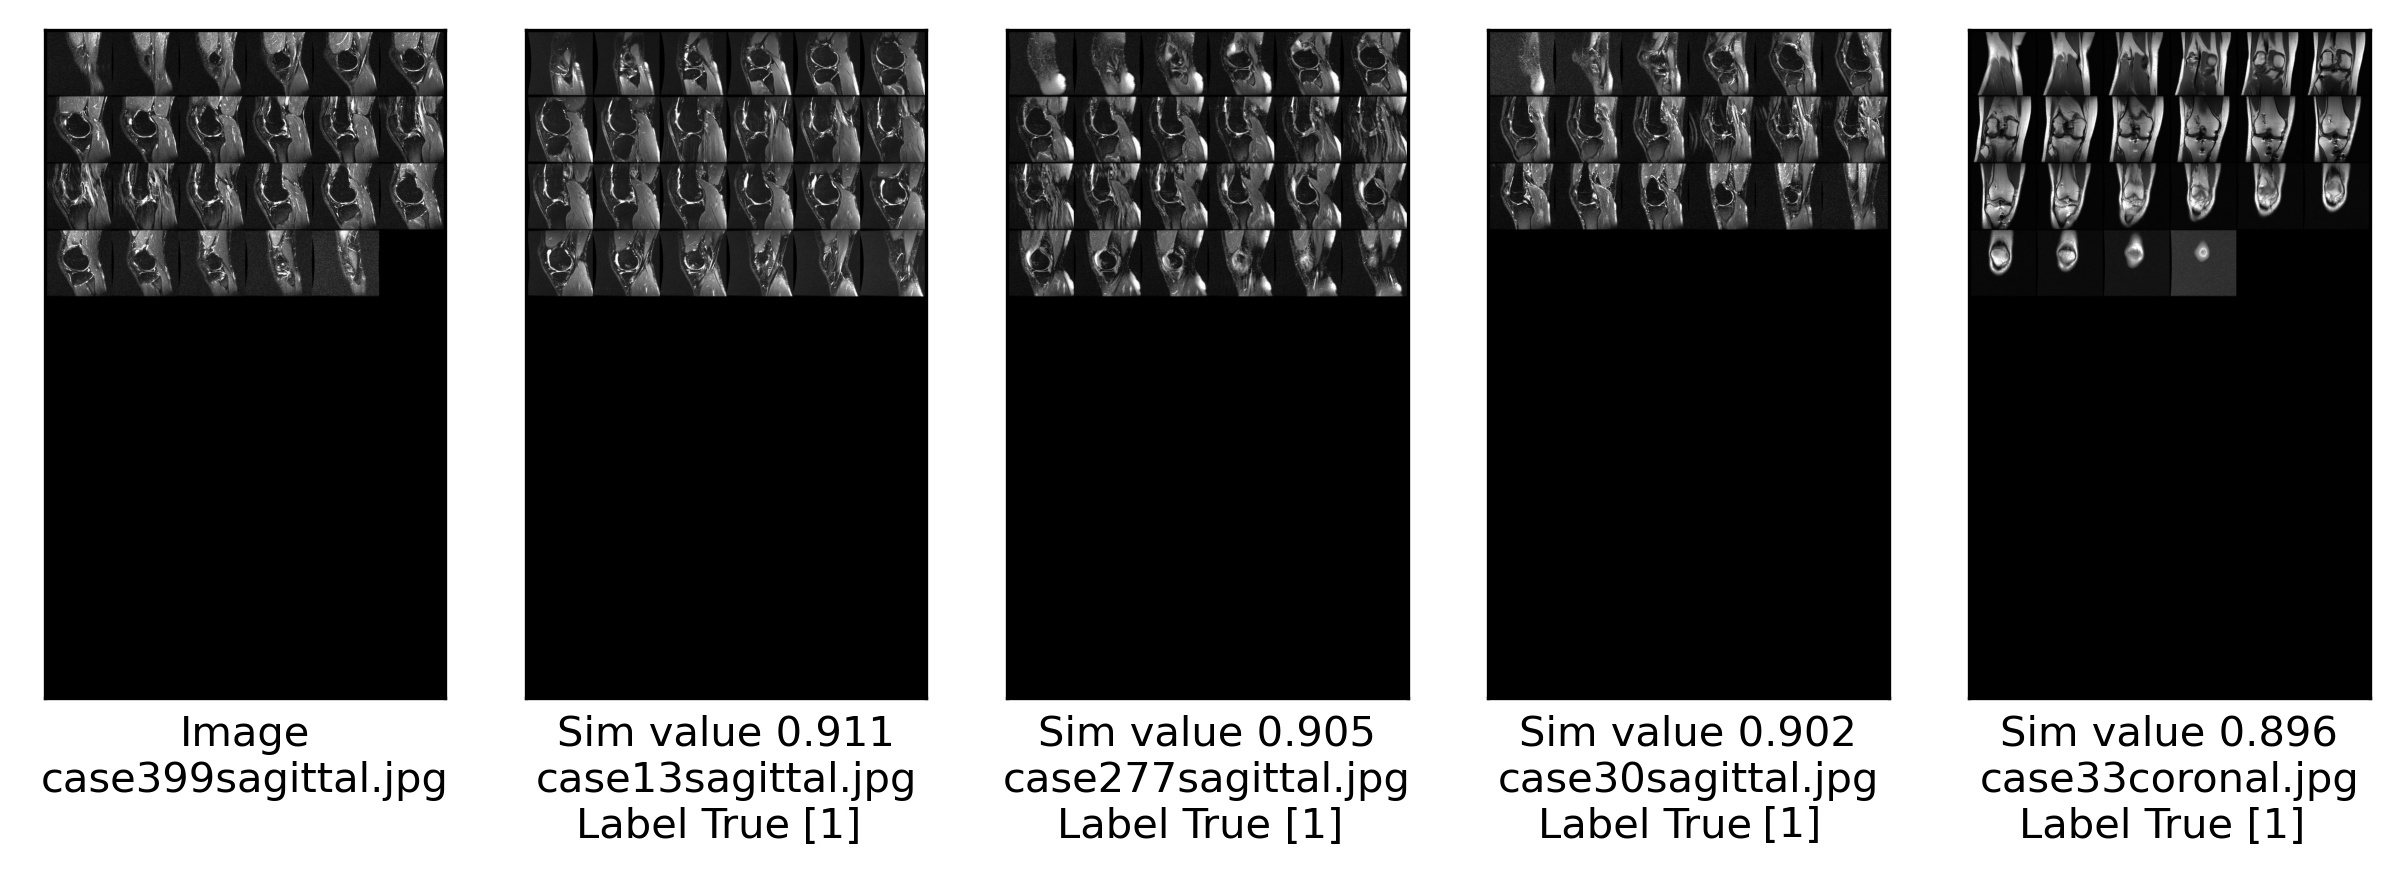 Image
case399sagittal.jpg
Sim value 0.911
case13sagittal.jpg
Label True [1]
Sim value 0.905
case277sagittal.jpg
Label True [1]
Sim value 0.902
case30sagittal.jpg
Label True [1]
Sim value 0.896
case33coronal.jpg
Label True [1]